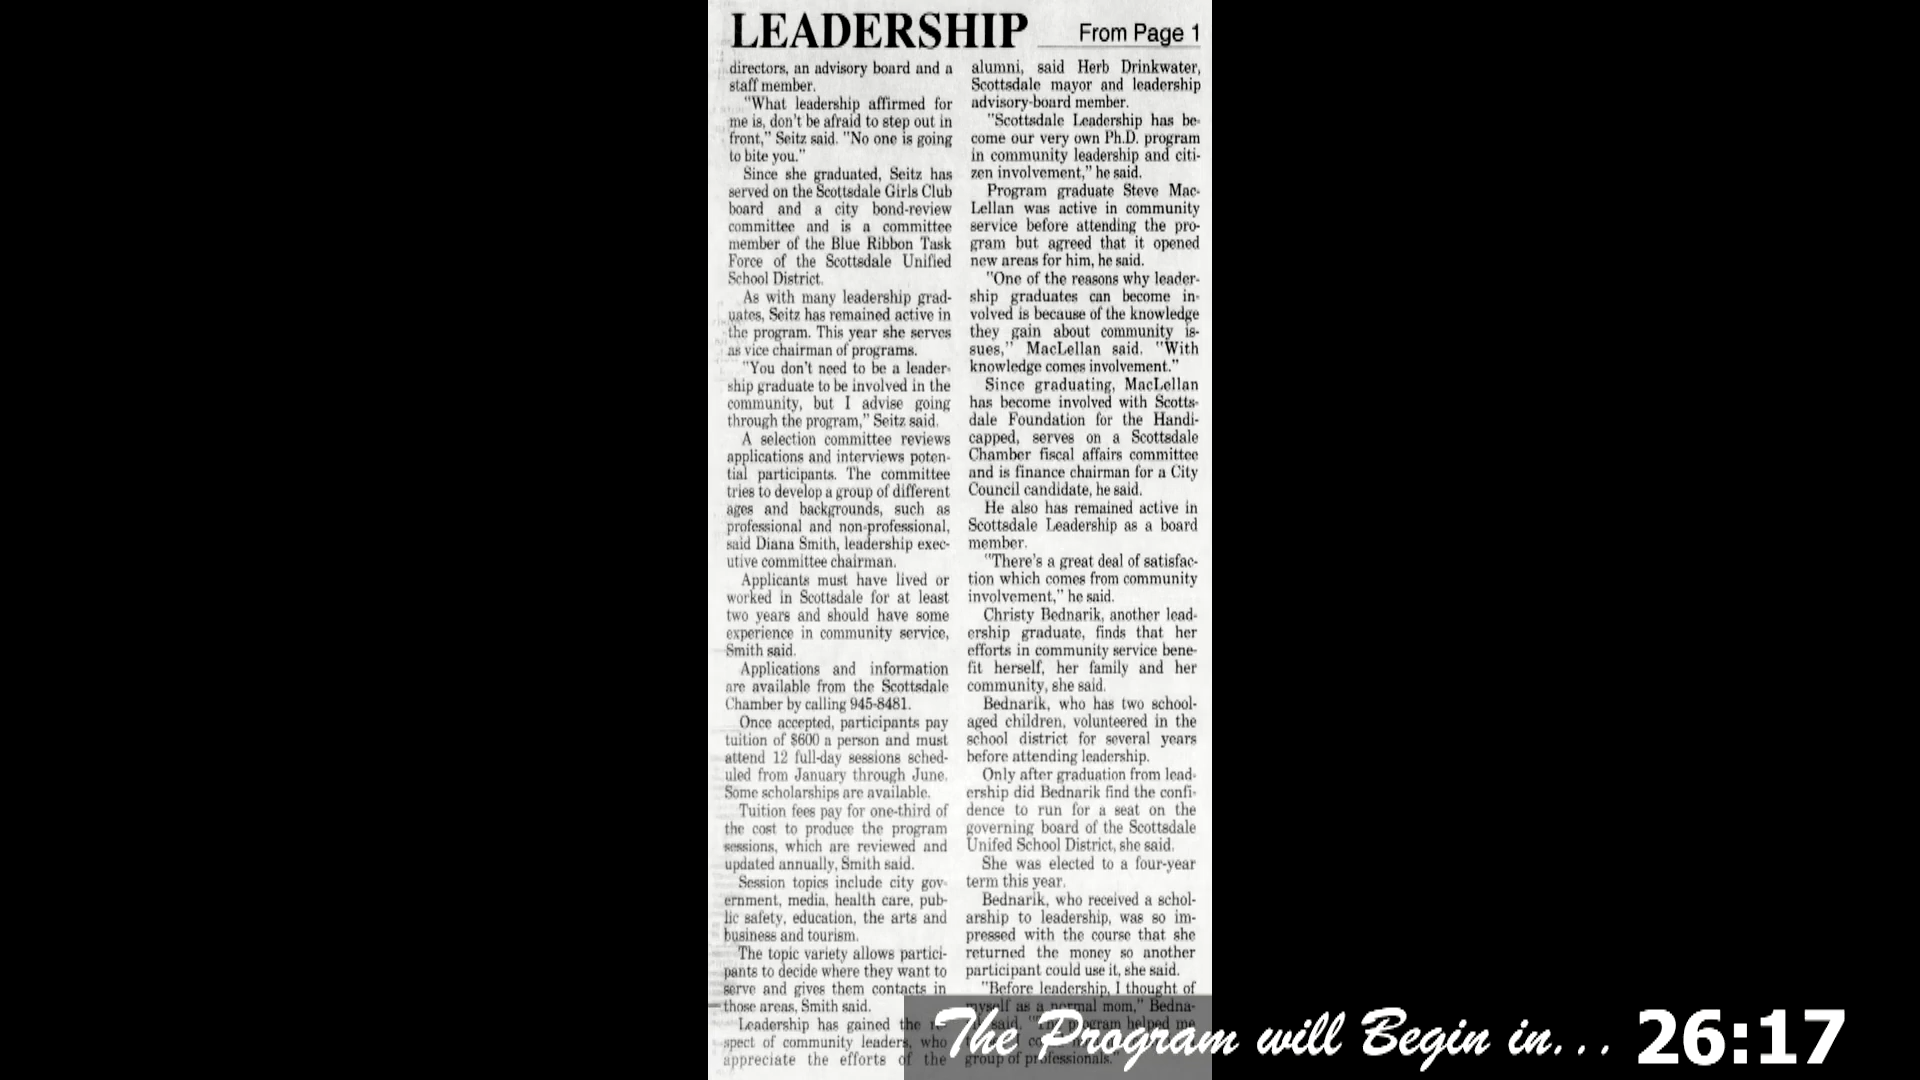 LEADERSHIP From Page 1
directors, an advisory board and a
staff member.
"What leadership affirmed for
me is, don't be afraid to step out in
front," Seitz said. "No one is going
to bite you."
Since she graduated, Seitz has
served on the Scottsdale Girls Club
board and a city bond-review
committee and is a committee
member of the Blue Ribbon Task
Force of the Scottsdale Unified
School District.
As with many leadership grad-
uates, Seitz has remained active in
the program. This year she serves
as vice chairman of programs.
"You don't need to be a leader-
ship graduate to be involved in the
community, but I advise going
through the program," Seitz said.
A selection committee reviews
applications and interviews poten-
tial participants. The committee
tries to develop a group of different
ages and backgrounds, such as
professional and non-professional,
said Diana Smith, leadership exec-
utive committee chairman.
Applicants must have lived or
worked in Scottsdale for at least
two years and should have some
experience in community service,
Smith said.
Applications and information
are available from the Scottsdale
Chamber by calling 945-8481.
Once accepted, participants pay
tuition of $600 a person and must
attend 12 full-day sessions sched-
uled from January through June.
Some scholarships are available.
Tuition fees pay for one-third of
the cost to produce the program
sessions, which are reviewed and
updated annually, Smith said.
Session topics include city gov-
ernment, media, health care, pub-
lic safety, education, the arts and
business and tourism.
The topic variety allows partici-
pants to decide where they want to
serve and gives them contacts in
those areas, Smith said.
Leadership has gained the re-
spect of community leaders, who
appreciate the efforts of the
alumni, said Herb Drinkwater,
Scottsdale mayor and leadership
advisory-board member.
"Scottsdale Leadership has be-
come our very own Ph.D. program
in community leadership and citi-
zen involvement," he said.
Program graduate Steve Mac-
Lellan was active in community
service before attending the pro-
gram but agreed that it opened
new areas for him, he said.
"One of the reasons why leader-
ship graduates can become in-
volved is because of the knowledge
they gain about community is-
sues," MacLellan said. "With
knowledge comes involvement."
Since graduating, MacLellan
has become involved with Scotts-
dale Foundation for the Handi-
capped, serves on a Scottsdale
Chamber fiscal affairs committee
and is finance chairman for a City
Council candidate, he said.
He also has remained active in
Scottsdale Leadership as a board
member.
"There's a great deal of satisfac-
tion which comes from community
involvement," he said.
Christy Bednarik, another lead-
ership graduate, finds that her
efforts in community service bene-
fit herself, her family and her
community, she said.
Bednarik, who has two school-
aged children, volunteered in the
school district for several years
before attending leadership.
Only after graduation from lead-
ership did Bednarik find the confi-
dence to run for a seat on the
governing board of the Scottsdale
Unifed School District, she said.
She was elected to a four-year
term this year.
Bednarik, who received a schol-
arship to leadership, was so im-
pressed with the course that she
returned the money so another
participant could use it, she said.
"Before leadership, I thought of
myself as a normal mom," Bedna-
said. "The program helped me
group of professionals."
The Program will Begin in... 26:17